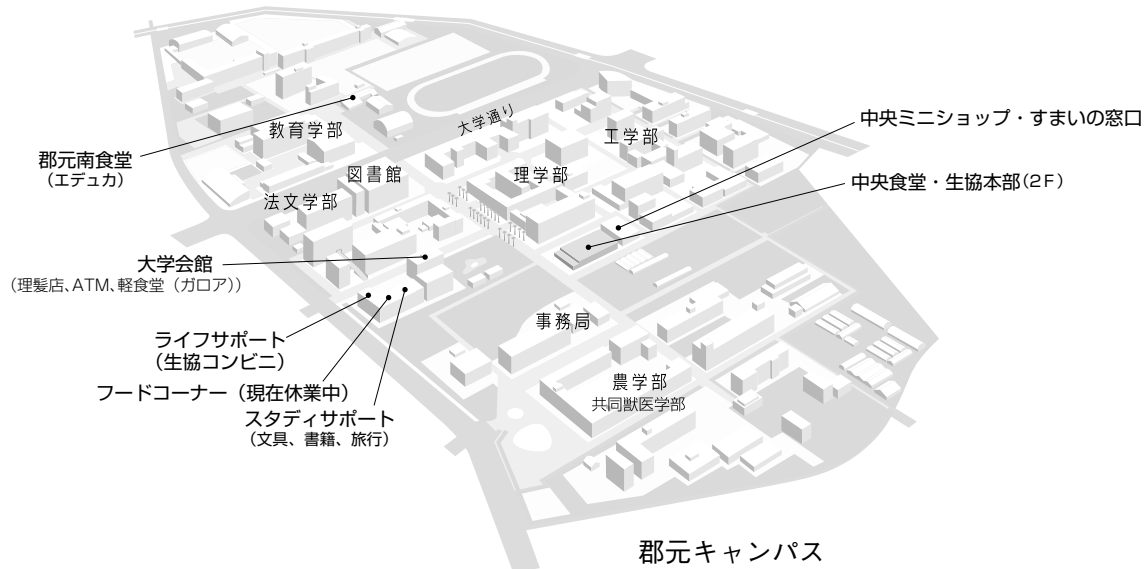 大学通り
教育学部
工学部
図書館
理学部
法文学部
事務局
農学部
共同獣医学部
中央ミニショップ・すまいの窓口
中央食堂・生協本部(2F)
郡元南食堂
(エデュカ)
大学会館
(理髪店、ATM、軽食堂(ガロア))
ライフサポート
(生協コンビニ)
フードコーナー(現在休業中)
スタディサポート
(文具、書籍、旅行)
郡元キャンパス